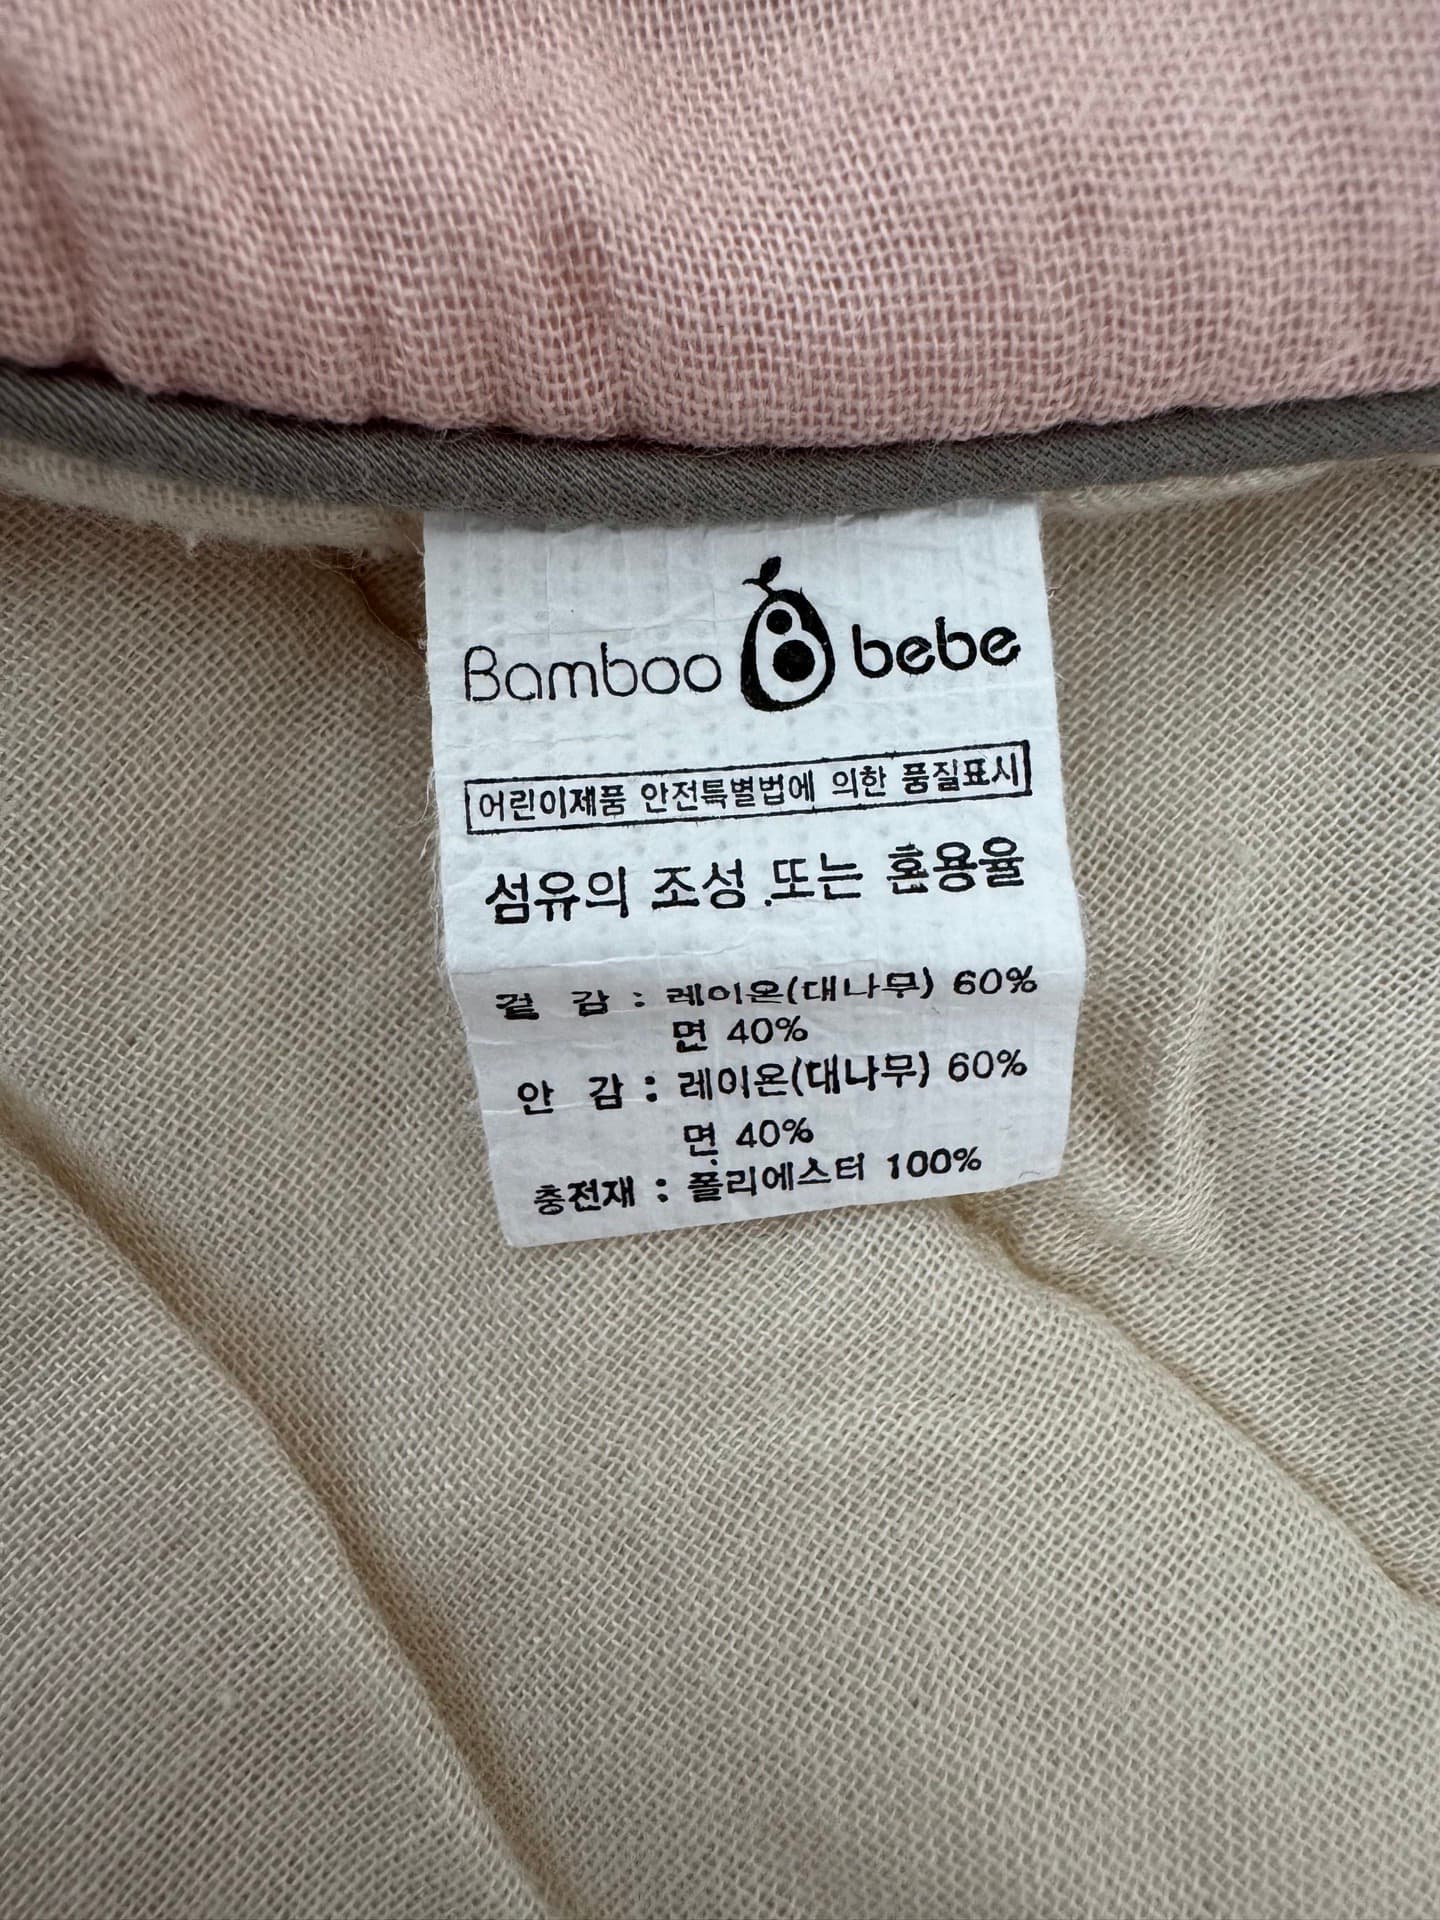 Bamboo bebe
어린이제품 안전특별법에 의한 품질표시
섬유의 조성 또는 혼용율
겉 감 : 레이온(대나무) 60%
면 40%
안 감 : 레이온(대나무) 60%
면 40%
충전재 : 폴리에스터 100%